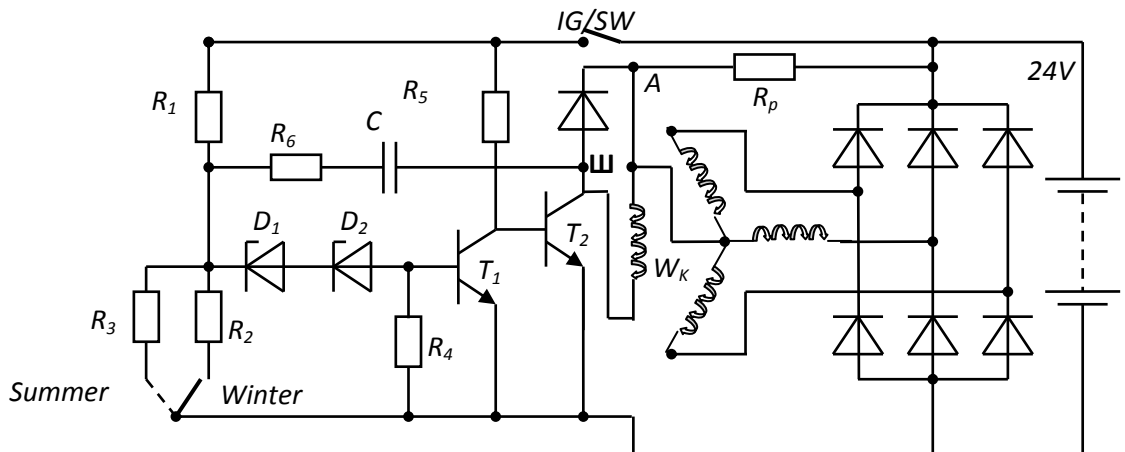 IG/SW
24V
A
R1
R5
C
Rp
R6
E
D1
D2
T2
T1
WK
R3
R2
R4
Summer
Winter